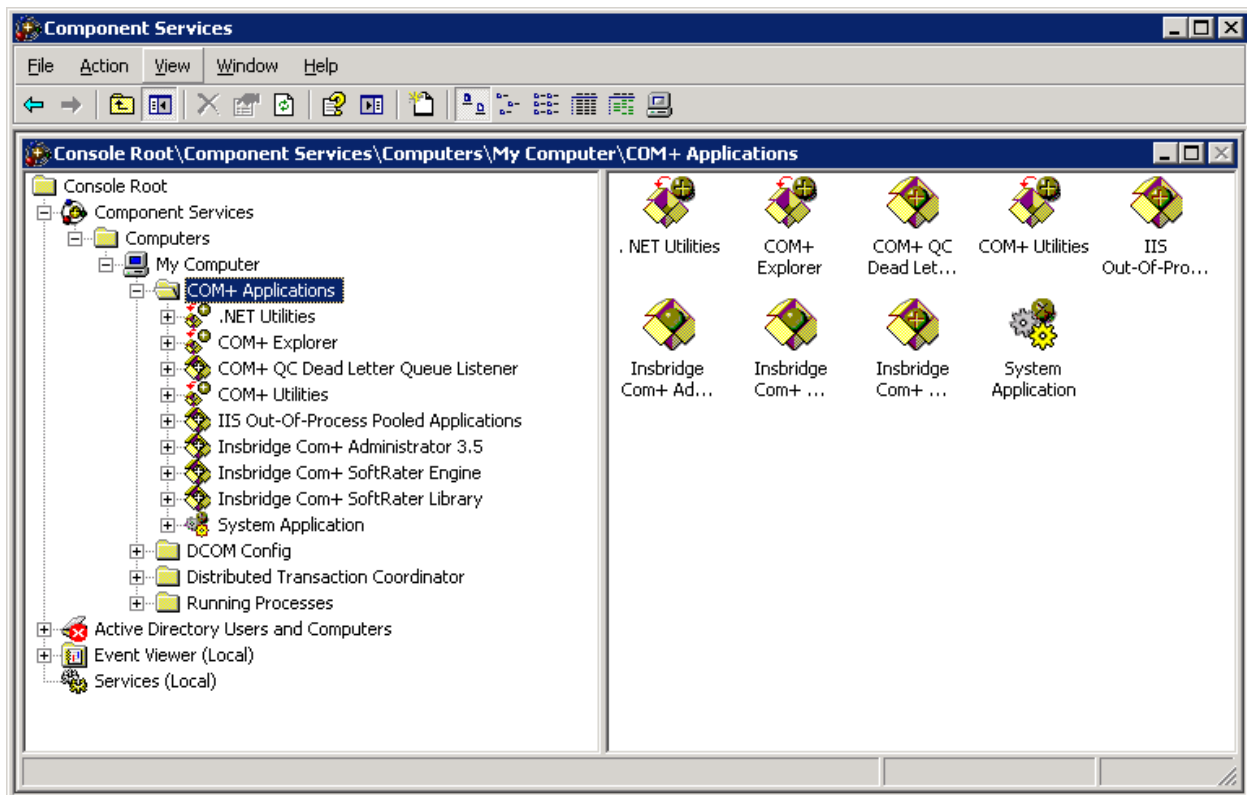 Component Services
File Action View Window Help
Console Root\Component Services\Computers\My Computer\COM+ Applications
Console Root
Component Services
Computers
My Computer
COM+ Applications
.NET Utilities
COM+ Explorer
COM+ QC Dead Letter Queue Listener
COM+ Utilities
IIS Out-Of-Process Pooled Applications
Insbridge Com+ Administrator 3.5
Insbridge Com+ SoftRater Engine
Insbridge Com+ SoftRater Library
System Application
DCOM Config
Distributed Transaction Coordinator
Running Processes
Active Directory Users and Computers
Event Viewer (Local)
Services (Local)
. NET Utilities
COM+
Explorer
COM+ QC
Dead Let...
COM+ Utilities
IIS
Out-Of-Pro...
Insbridge
Com+ Ad...
Insbridge
Com+ ...
Insbridge
Com+ ...
System
Application